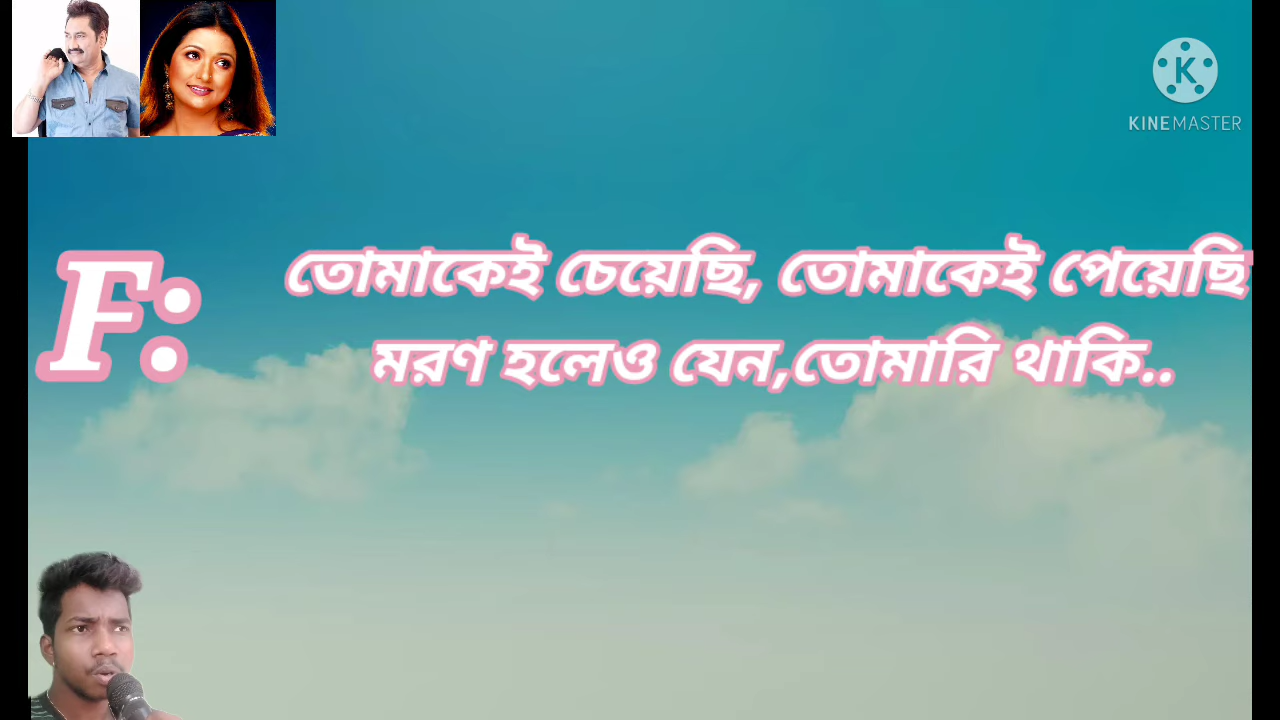 KINEMASTER
F: তোমাকেই চেয়েছি, তোমাকেই পেয়েছি
মরণ হলেও যেন,তোমারি থাকি..